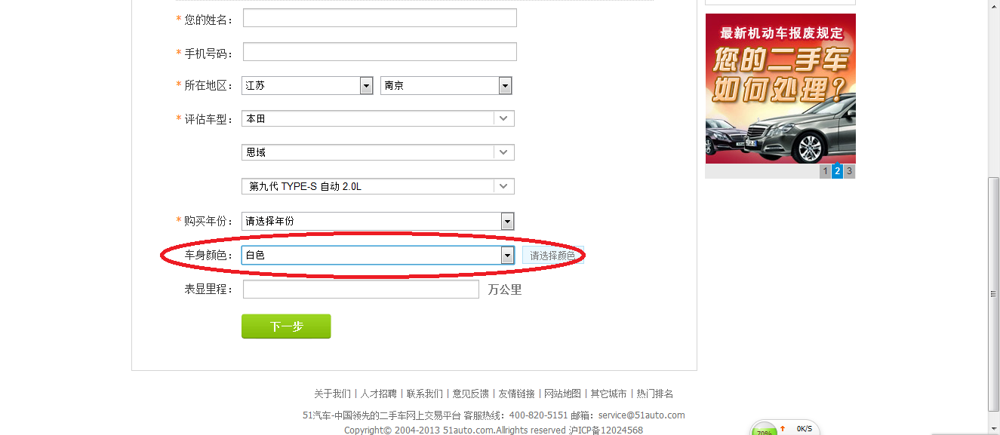 * 您的姓名：
* 手机号码：
* 所在地区： 江苏 南京
* 评估车型： 本田
思域
第九代 TYPE-S 自动 2.0L
* 购买年份： 请选择年份
车身颜色： 白色 请选择颜色
表显里程： 万公里
下一步
最新机动车报废规定
您的二手车
如何处理？
1 2 3
关于我们 | 人才招聘 | 联系我们 | 意见反馈 | 友情链接 | 网站地图 | 其它城市 | 热门排名
51汽车-中国领先的二手车网上交易平台 客服热线：400-820-5151 邮箱：service@51auto.com
Copyright© 2004-2013 51auto.com.Allrights reserved 沪ICP备12024568
70% ↑ 0K/S